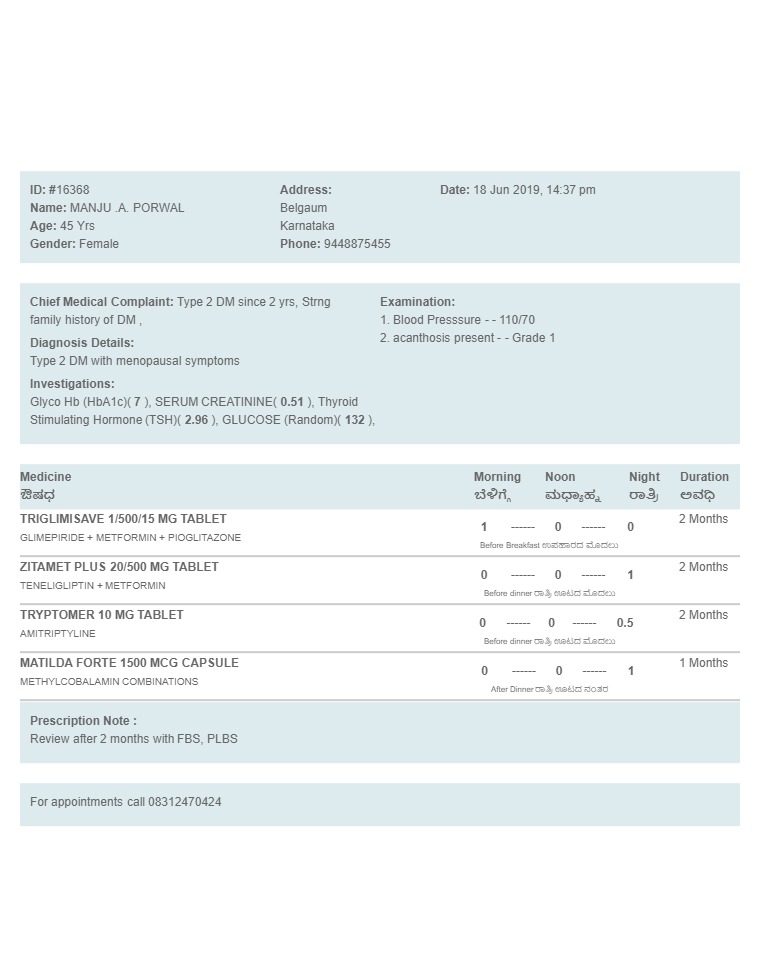 ID: #16368
Name: MANJU .A. PORWAL
Age: 45 Yrs
Gender: Female
Address:
Belgaum
Karnataka
Phone: 9448875455
Date: 18 Jun 2019, 14:37 pm
Chief Medical Complaint: Type 2 DM since 2 yrs, Strng
family history of DM ,
Diagnosis Details:
Type 2 DM with menopausal symptoms
Investigations:
Glyco Hb (HbA1c)( 7 ), SERUM CREATININE( 0.51 ), Thyroid
Stimulating Hormone (TSH)( 2.96 ), GLUCOSE (Random)( 132 ),
Examination:
1. Blood Presssure - - 110/70
2. acanthosis present - - Grade 1
Medicine Morning Noon Night Duration
ಔಷಧ ಬೆಳಿಗ್ಗೆ ಮಧ್ಯಾಹ್ನ ರಾತ್ರಿ ಅವಧಿ
TRIGLIMISAVE 1/500/15 MG TABLET 1 ------ 0 ------ 0 2 Months
GLIMEPIRIDE + METFORMIN + PIOGLITAZONE
Before Breakfast ಉಪಹಾರದ ಮೊದಲು
ZITAMET PLUS 20/500 MG TABLET 0 ------ 0 ------ 1 2 Months
TENELIGLIPTIN + METFORMIN
Before dinner ರಾತ್ರಿ ಊಟದ ಮೊದಲು
TRYPTOMER 10 MG TABLET 0 ------ 0 ------ 0.5 2 Months
AMITRIPTYLINE
Before dinner ರಾತ್ರಿ ಊಟದ ಮೊದಲು
MATILDA FORTE 1500 MCG CAPSULE 0 ------ 0 ------ 1 1 Months
METHYLCOBALAMIN COMBINATIONS
After Dinner ರಾತ್ರಿ ಊಟದ ನಂತರ
Prescription Note :
Review after 2 months with FBS, PLBS
For appointments call 08312470424